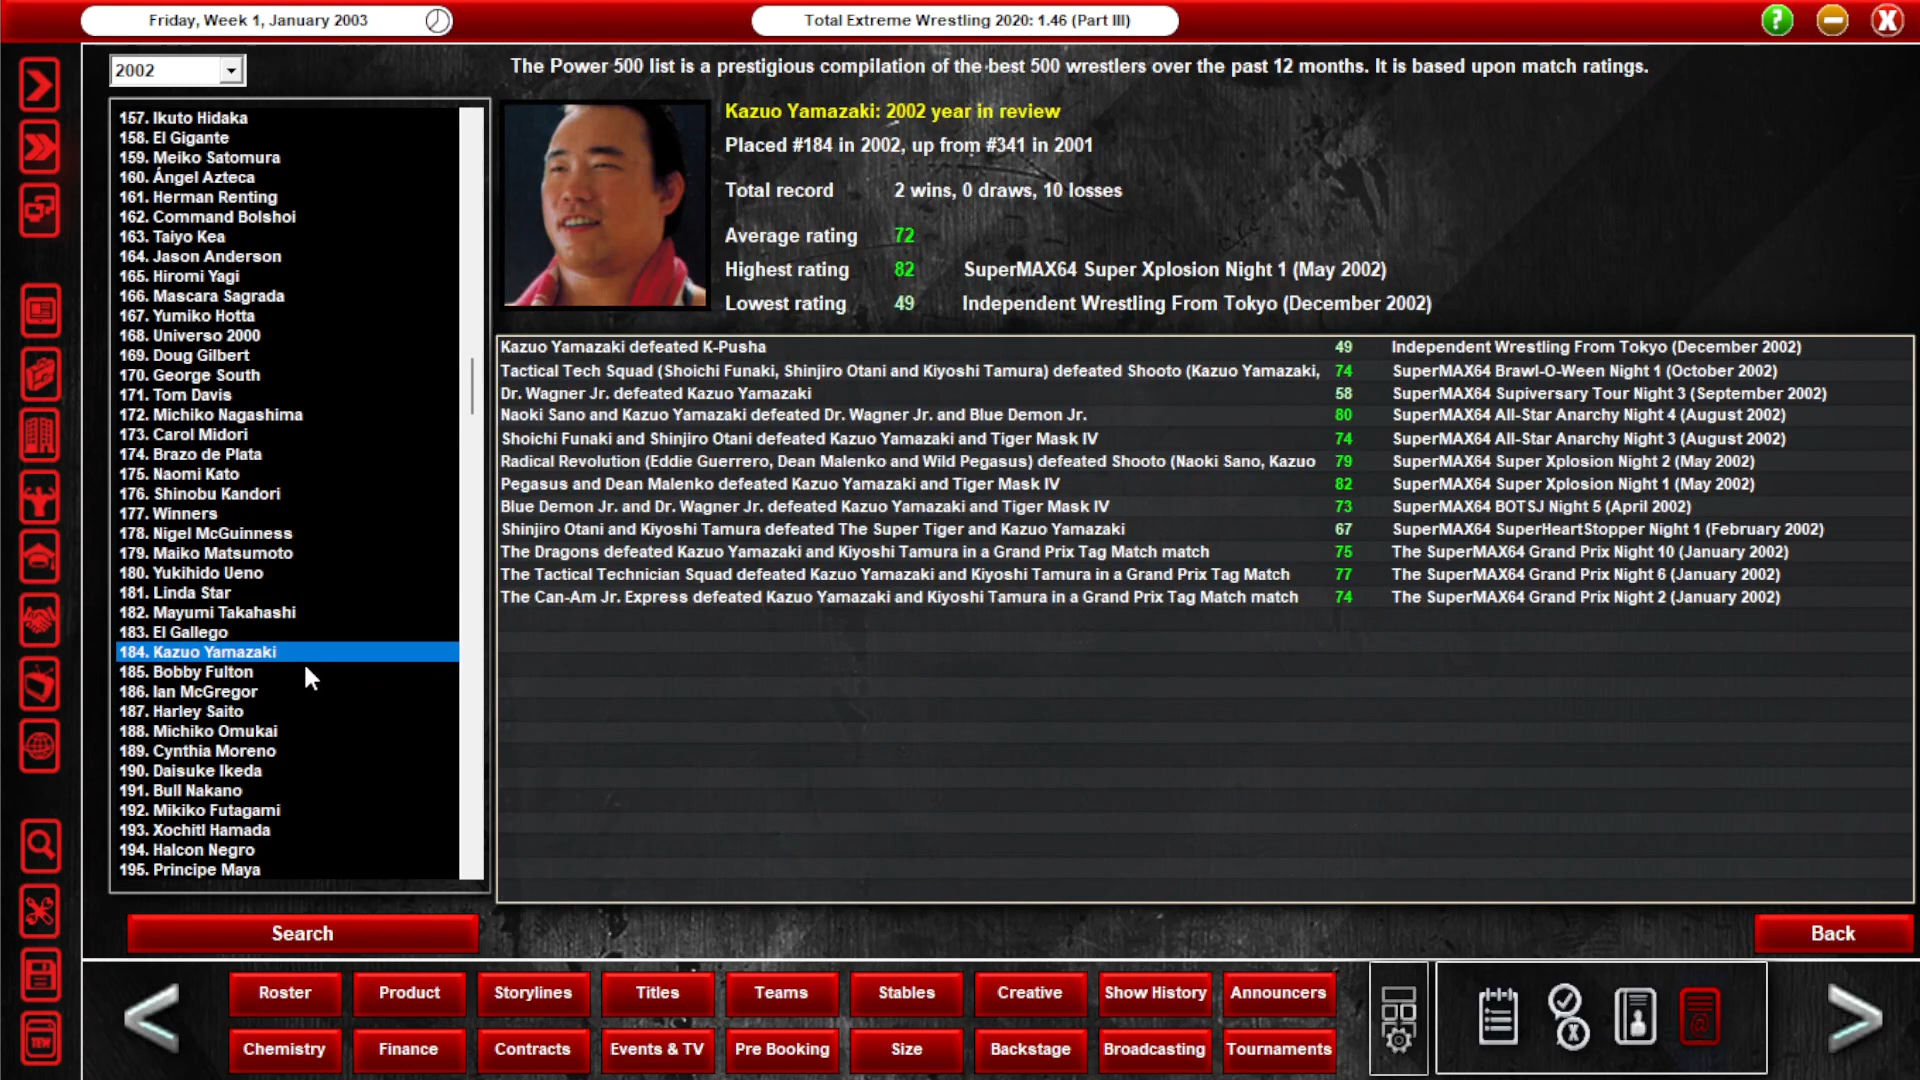 Friday, Week 1, January 2003
Total Extreme Wrestling 2020: 1.46 (Part III)
?
X
2002
The Power 500 list is a prestigious compilation of the best 500 wrestlers over the past 12 months. It is based upon match ratings.
157. Ikuto Hidaka
158. El Gigante
159. Meiko Satomura
160. Ángel Azteca
161. Herman Renting
162. Command Bolshoi
163. Taiyo Kea
164. Jason Anderson
165. Hiromi Yagi
166. Mascara Sagrada
167. Yumiko Hotta
168. Universo 2000
169. Doug Gilbert
170. George South
171. Tom Davis
172. Michiko Nagashima
173. Carol Midori
174. Brazo de Plata
175. Naomi Kato
176. Shinobu Kandori
177. Winners
178. Nigel McGuinness
179. Maiko Matsumoto
180. Yukihido Ueno
181. Linda Star
182. Mayumi Takahashi
183. El Gallego
184. Kazuo Yamazaki
185. Bobby Fulton
186. Ian McGregor
187. Harley Saito
188. Michiko Omukai
189. Cynthia Moreno
190. Daisuke Ikeda
191. Bull Nakano
192. Mikiko Futagami
193. Xochitl Hamada
194. Halcon Negro
195. Principe Maya
Kazuo Yamazaki: 2002 year in review
Placed #184 in 2002, up from #341 in 2001
Total record 2 wins, 0 draws, 10 losses
Average rating 72
Highest rating 82 SuperMAX64 Super Xplosion Night 1 (May 2002)
Lowest rating 49 Independent Wrestling From Tokyo (December 2002)
Kazuo Yamazaki defeated K-Pusha 49 Independent Wrestling From Tokyo (December 2002)
Tactical Tech Squad (Shoichi Funaki, Shinjiro Otani and Kiyoshi Tamura) defeated Shooto (Kazuo Yamazaki, 74 SuperMAX64 Brawl-O-Ween Night 1 (October 2002)
Dr. Wagner Jr. defeated Kazuo Yamazaki 58 SuperMAX64 Supiversary Tour Night 3 (September 2002)
Naoki Sano and Kazuo Yamazaki defeated Dr. Wagner Jr. and Blue Demon Jr. 80 SuperMAX64 All-Star Anarchy Night 4 (August 2002)
Shoichi Funaki and Shinjiro Otani defeated Kazuo Yamazaki and Tiger Mask IV 74 SuperMAX64 All-Star Anarchy Night 3 (August 2002)
Radical Revolution (Eddie Guerrero, Dean Malenko and Wild Pegasus) defeated Shooto (Naoki Sano, Kazuo 79 SuperMAX64 Super Xplosion Night 2 (May 2002)
Pegasus and Dean Malenko defeated Kazuo Yamazaki and Tiger Mask IV 82 SuperMAX64 Super Xplosion Night 1 (May 2002)
Blue Demon Jr. and Dr. Wagner Jr. defeated Kazuo Yamazaki and Tiger Mask IV 73 SuperMAX64 BOTSJ Night 5 (April 2002)
Shinjiro Otani and Kiyoshi Tamura defeated The Super Tiger and Kazuo Yamazaki 67 SuperMAX64 SuperHeartStopper Night 1 (February 2002)
The Dragons defeated Kazuo Yamazaki and Kiyoshi Tamura in a Grand Prix Tag Match match 75 The SuperMAX64 Grand Prix Night 10 (January 2002)
The Tactical Technician Squad defeated Kazuo Yamazaki and Kiyoshi Tamura in a Grand Prix Tag Match 77 The SuperMAX64 Grand Prix Night 6 (January 2002)
The Can-Am Jr. Express defeated Kazuo Yamazaki and Kiyoshi Tamura in a Grand Prix Tag Match match 74 The SuperMAX64 Grand Prix Night 2 (January 2002)
Search
Back
Roster Product Storylines Titles Teams Stables Creative Show History Announcers
Chemistry Finance Contracts Events & TV Pre Booking Size Backstage Broadcasting Tournaments
TEW